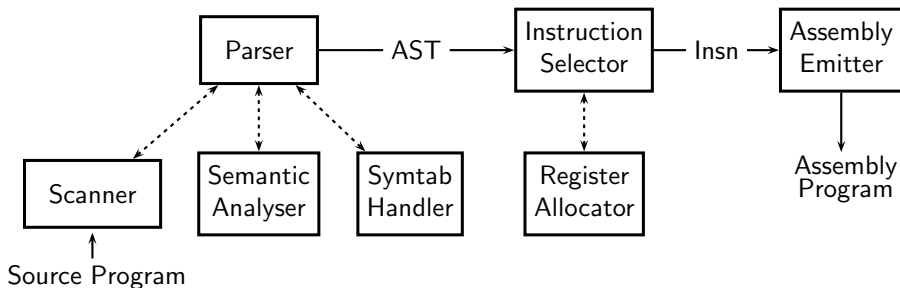 Parser
AST
Instruction
Selector
Insn
Assembly
Emitter
Scanner
Semantic
Analyser
Symtab
Handler
Register
Allocator
Assembly
Program
Source Program